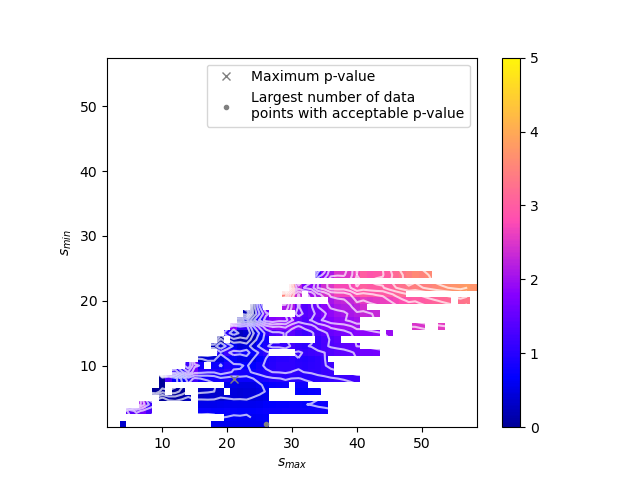 Maximum p-value
Largest number of data
points with acceptable p-value
50
40
30
20
10
s_min
10 20 30 40 50
s_max
5
4
3
2
1
0